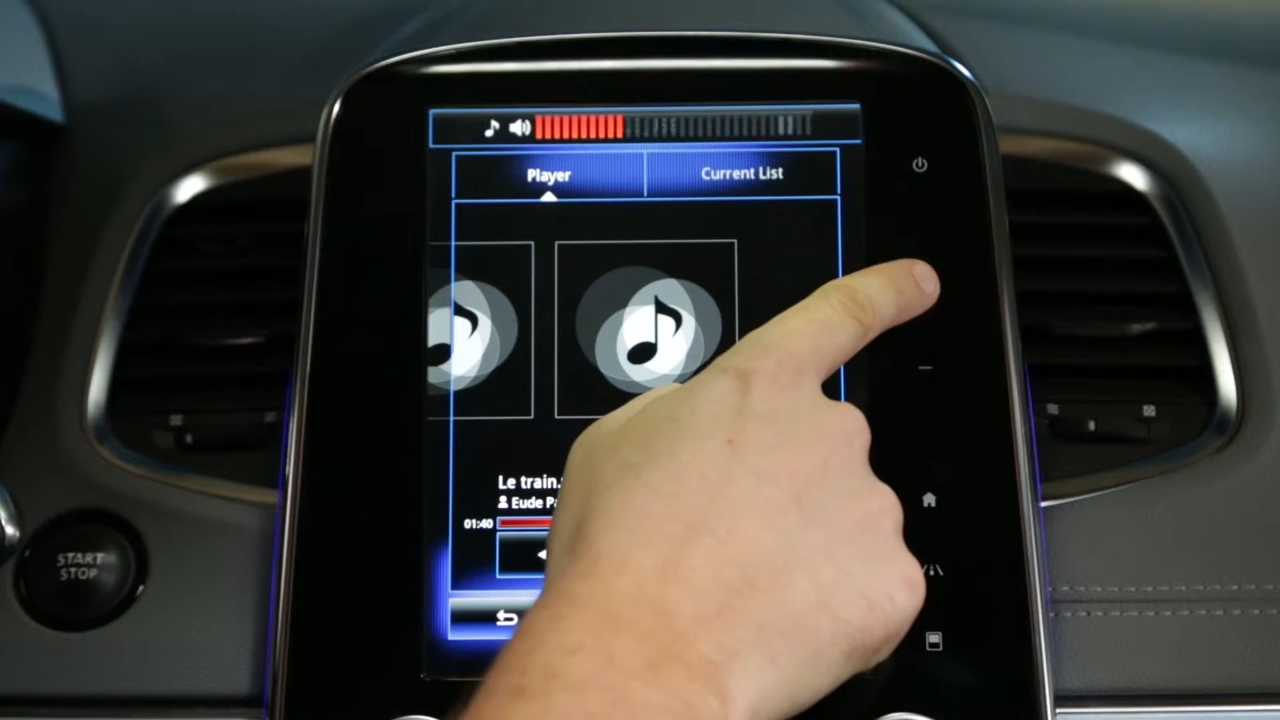 Player
Current List
Le train.
Eude
01:40
START
STOP